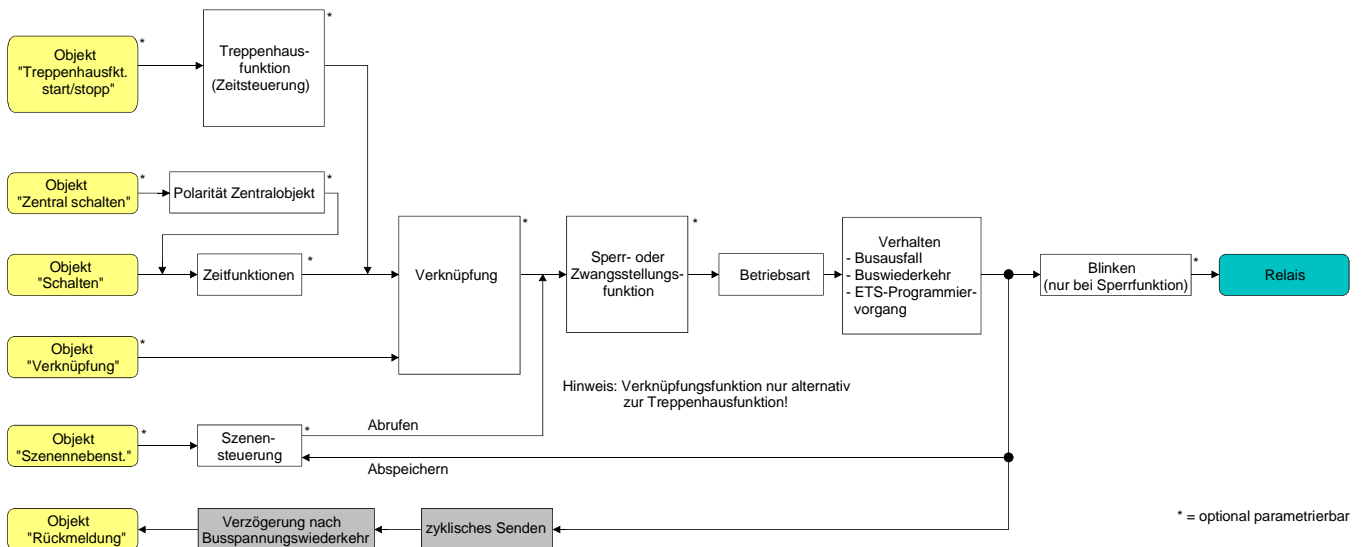 *
Objekt
"Treppenhausfkt.
start/stopp"
*
Treppenhaus-
funktion
(Zeitsteuerung)
*
Objekt
"Zentral schalten"
*
Polarität Zentralobjekt
*
Objekt
"Schalten"
Zeitfunktionen
*
Verknüpfung
*
Sperr- oder
Zwangsstellungs-
funktion
*
Betriebsart
Verhalten
- Busausfall
- Buswiederkehr
- ETS-Programmier-
vorgang
Blinken
(nur bei Sperrfunktion)
*
Relais
Objekt
"Verknüpfung"
*
Hinweis: Verknüpfungsfunktion nur alternativ
zur Treppenhausfunktion!
Objekt
"Szenennebenst."
*
Szenen-
steuerung
*
Abrufen
Abspeichern
Objekt
"Rückmeldung"
Verzögerung nach
Busspannungswiederkehr
zyklisches Senden
* = optional parametrierbar